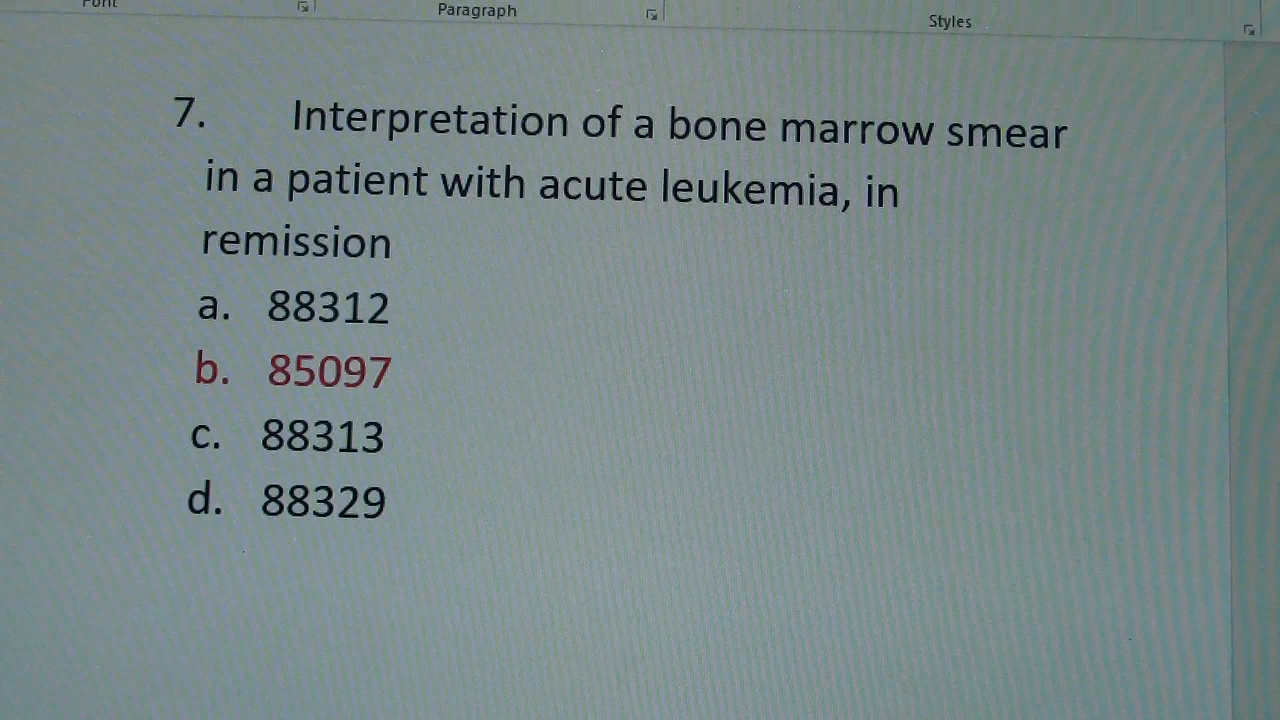 Font Paragraph Styles
7. Interpretation of a bone marrow smear
in a patient with acute leukemia, in
remission
a. 88312
b. 85097
c. 88313
d. 88329